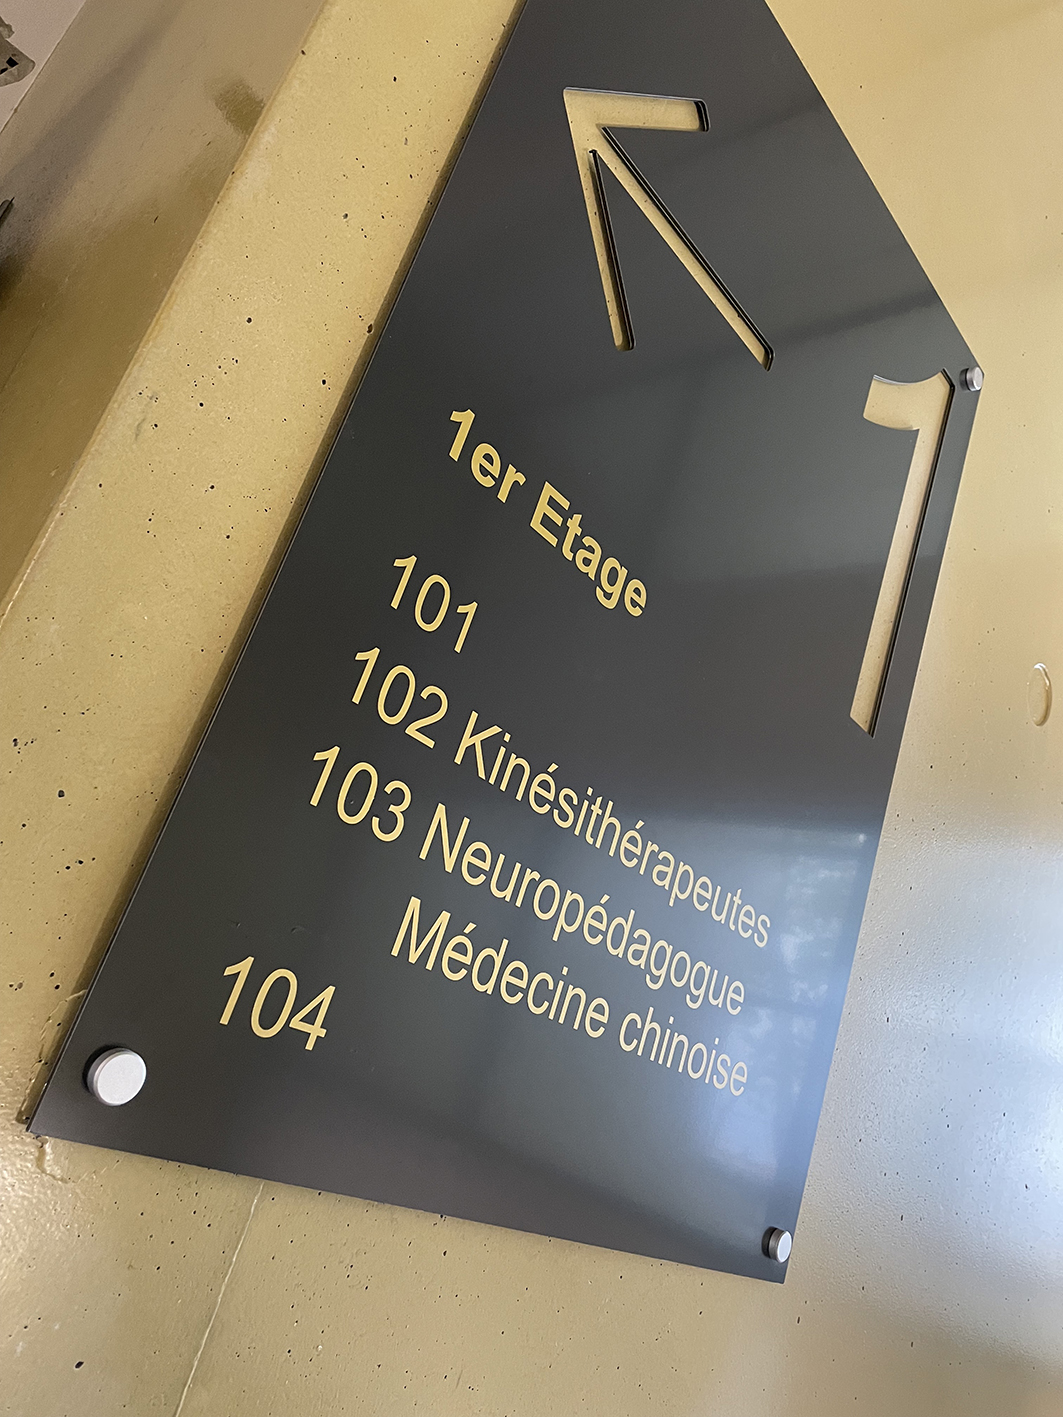 1
1er Etage
101
102 Kinésithérapeutes
103 Neuropédagogue
Médecine chinoise
104